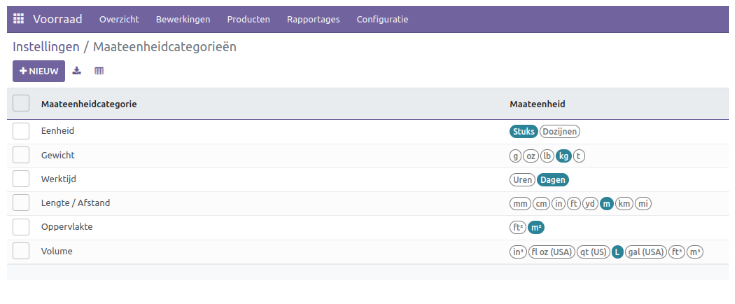 Voorraad Overzicht Bewerkingen Producten Rapportages Configuratie
Instellingen / Maateenheidcategorieën
+ NIEUW
Maateenheidcategorie Maateenheid
Eenheid Stuks Dozijnen
Gewicht g oz lb kg t
Werktijd Uren Dagen
Lengte / Afstand mm cm in ft yd m km mi
Oppervlakte ft² m²
Volume in³ fl oz (USA) qt (US) L gal (USA) ft³ m³